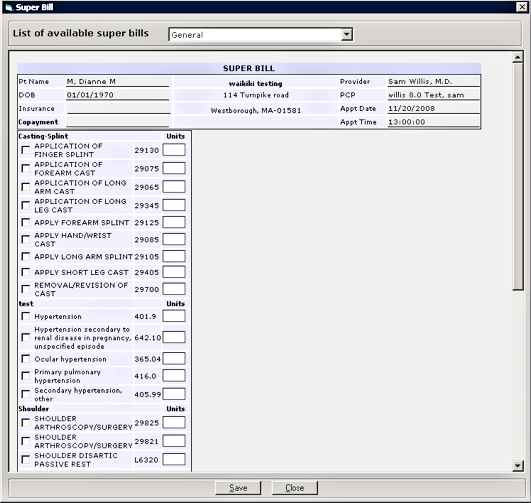 Super Bill
List of available super bills General
SUPER BILL
Pt Name M, Dianne M waikiki testing Provider Sam Willis, M.D.
DOB 01/01/1970 114 Turnpike road PCP willis 8.0 Test, sam
Insurance Westborough, MA-01581 Appt Date 11/20/2008
Copayment Appt Time 13:00:00
Casting-Splint Units
APPLICATION OF
FINGER SPLINT 29130
APPLICATION OF
FOREARM CAST 29075
APPLICATION OF LONG
ARM CAST 29065
APPLICATION OF LONG
LEG CAST 29345
APPLY FOREARM SPLINT 29125
APPLY HAND/WRIST
CAST 29085
APPLY LONG ARM SPLINT 29105
APPLY SHORT LEG CAST 29405
REMOVAL/REVISION OF
CAST 29700
test Units
Hypertension 401.9
Hypertension secondary to
renal disease in pregnancy, 642.10
unspecified episode
Ocular hypertension 365.04
Primary pulmonary
hypertension 416.0
Secondary hypertension,
other 405.99
Shoulder Units
SHOULDER
ARTHROSCOPY/SURGERY 29825
SHOULDER
ARTHROSCOPY/SURGERY 29821
SHOULDER DISARTIC
PASSIVE REST L6320
Save Close